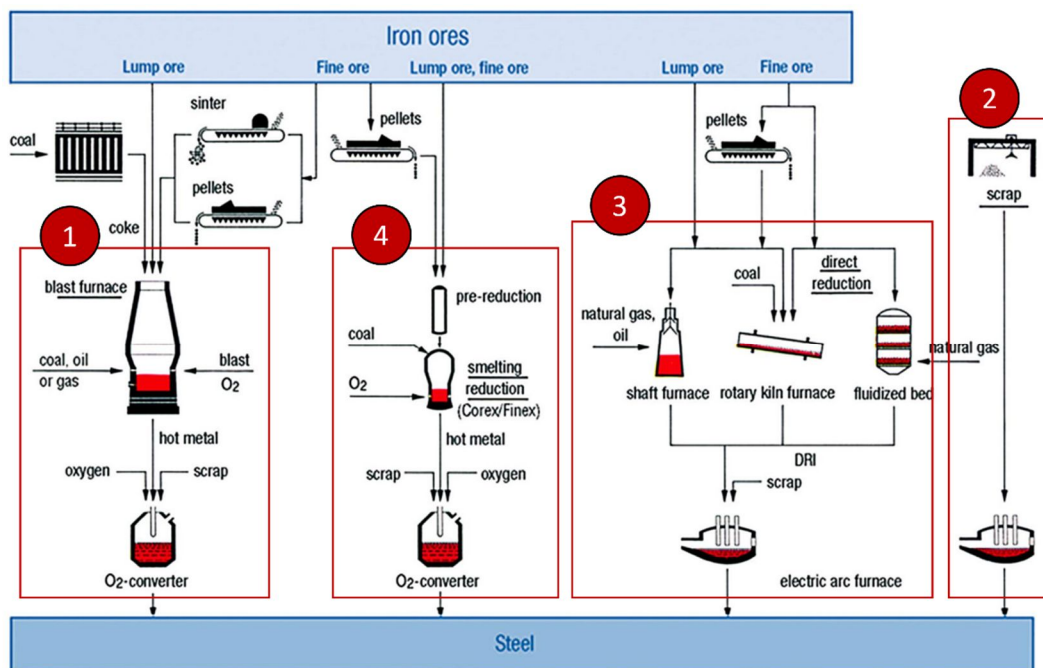 Iron ores
Lump ore
Fine ore
Lump ore, fine ore
Lump ore
Fine ore
2
sinter
pellets
pellets
coal
scrap
pellets
3
1
4
coke
blast furnace
pre-reduction
coal
direct
reduction
natural gas,
oil
coal
coal, oil
or gas
blast
O2
O2
smelting
reduction
(Corex/Finex)
natural gas
shaft furnace
rotary kiln furnace
fluidized bed
hot metal
hot metal
DRI
oxygen
scrap
scrap
oxygen
scrap
O2-converter
O2-converter
electric arc furnace
Steel